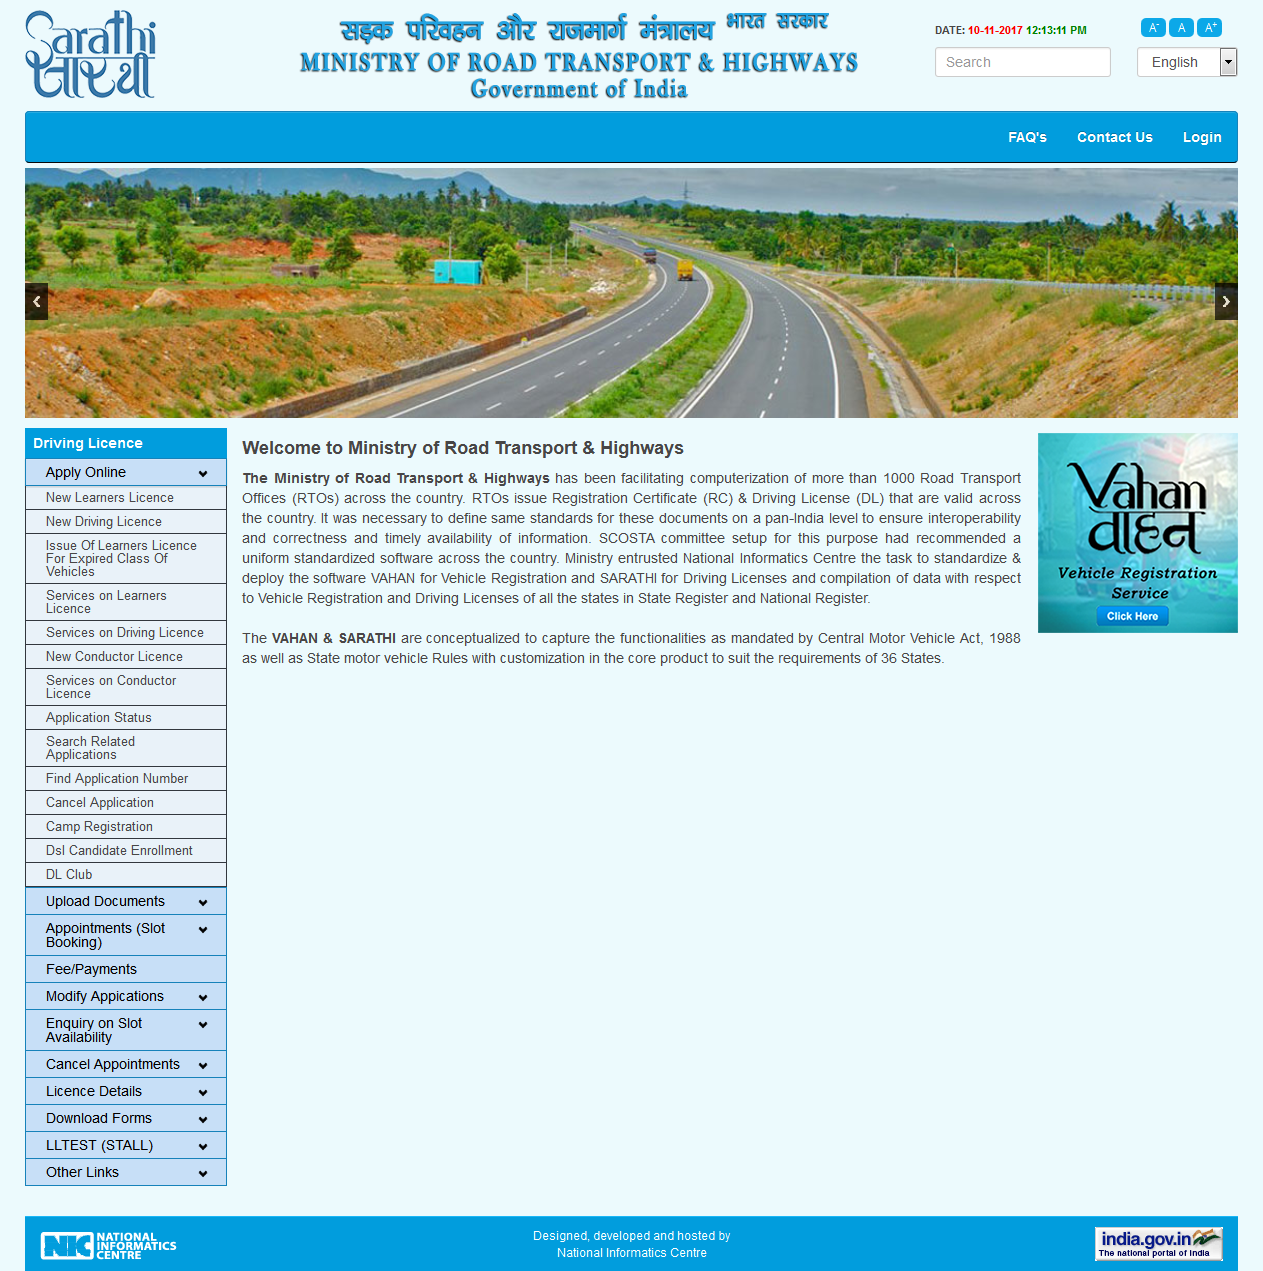 Sarathi
सारथी
सड़क परिवहन और राजमार्ग मंत्रालय भारत सरकार
MINISTRY OF ROAD TRANSPORT & HIGHWAYS
Government of India
DATE: 10-11-2017 12:13:11 PM
A- A A+
Search
English
FAQ's Contact Us Login
Driving Licence
Apply Online
New Learners Licence
New Driving Licence
Issue Of Learners Licence
For Expired Class Of
Vehicles
Services on Learners
Licence
Services on Driving Licence
New Conductor Licence
Services on Conductor
Licence
Application Status
Search Related
Applications
Find Application Number
Cancel Application
Camp Registration
Dsl Candidate Enrollment
DL Club
Upload Documents
Appointments (Slot
Booking)
Fee/Payments
Modify Appications
Enquiry on Slot
Availability
Cancel Appointments
Licence Details
Download Forms
LLTEST (STALL)
Other Links
Welcome to Ministry of Road Transport & Highways
The Ministry of Road Transport & Highways has been facilitating computerization of more than 1000 Road Transport
Offices (RTOs) across the country. RTOs issue Registration Certificate (RC) & Driving License (DL) that are valid across
the country. It was necessary to define same standards for these documents on a pan-India level to ensure interoperability
and correctness and timely availability of information. SCOSTA committee setup for this purpose had recommended a
uniform standardized software across the country. Ministry entrusted National Informatics Centre the task to standardize &
deploy the software VAHAN for Vehicle Registration and SARATHI for Driving Licenses and compilation of data with respect
to Vehicle Registration and Driving Licenses of all the states in State Register and National Register.
The VAHAN & SARATHI are conceptualized to capture the functionalities as mandated by Central Motor Vehicle Act, 1988
as well as State motor vehicle Rules with customization in the core product to suit the requirements of 36 States.
Vahan
वाहन
Vehicle Registration
Service
Click Here
NIC
NATIONAL
INFORMATICS
CENTRE
Designed, developed and hosted by
National Informatics Centre
india.gov.in
The national portal of India